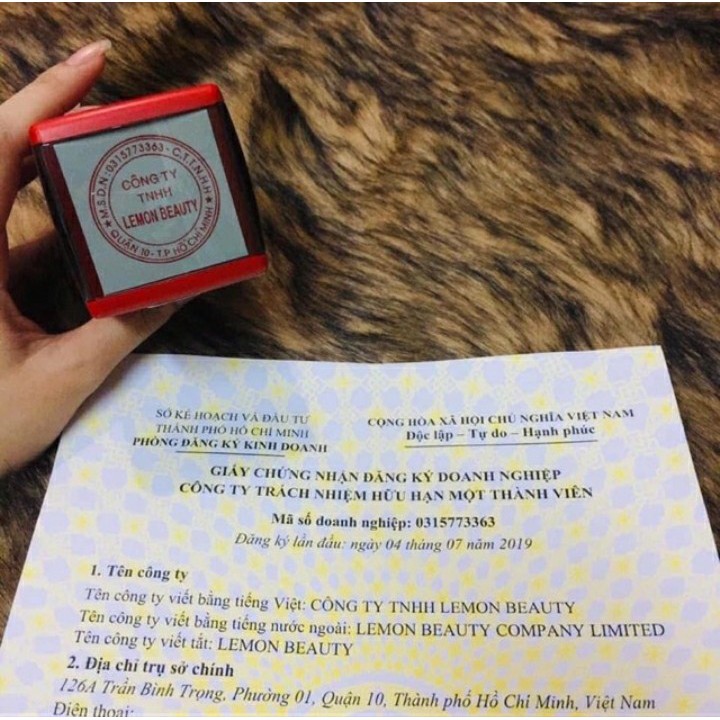 M.S.D.N:0315773363-C.T.T.N.H.H
CÔNG TY
TNHH
LEMON BEAUTY
★ QUẬN 10-T.P HỒ CHÍ MINH ★
SỞ KẾ HOẠCH VÀ ĐẦU TƯ
THÀNH PHỐ HỒ CHÍ MINH
PHÒNG ĐĂNG KÝ KINH DOANH
CỘNG HÒA XÃ HỘI CHỦ NGHĨA VIỆT NAM
Độc lập – Tự do – Hạnh phúc
GIẤY CHỨNG NHẬN ĐĂNG KÝ DOANH NGHIỆP
CÔNG TY TRÁCH NHIỆM HỮU HẠN MỘT THÀNH VIÊN
Mã số doanh nghiệp: 0315773363
Đăng ký lần đầu: ngày 04 tháng 07 năm 2019
1. Tên công ty
Tên công ty viết bằng tiếng Việt: CÔNG TY TNHH LEMON BEAUTY
Tên công ty viết bằng tiếng nước ngoài: LEMON BEAUTY COMPANY LIMITED
Tên công ty viết tắt: LEMON BEAUTY
2. Địa chỉ trụ sở chính
126A Trần Bình Trọng, Phường 01, Quận 10, Thành phố Hồ Chí Minh, Việt Nam
Điện thoại: